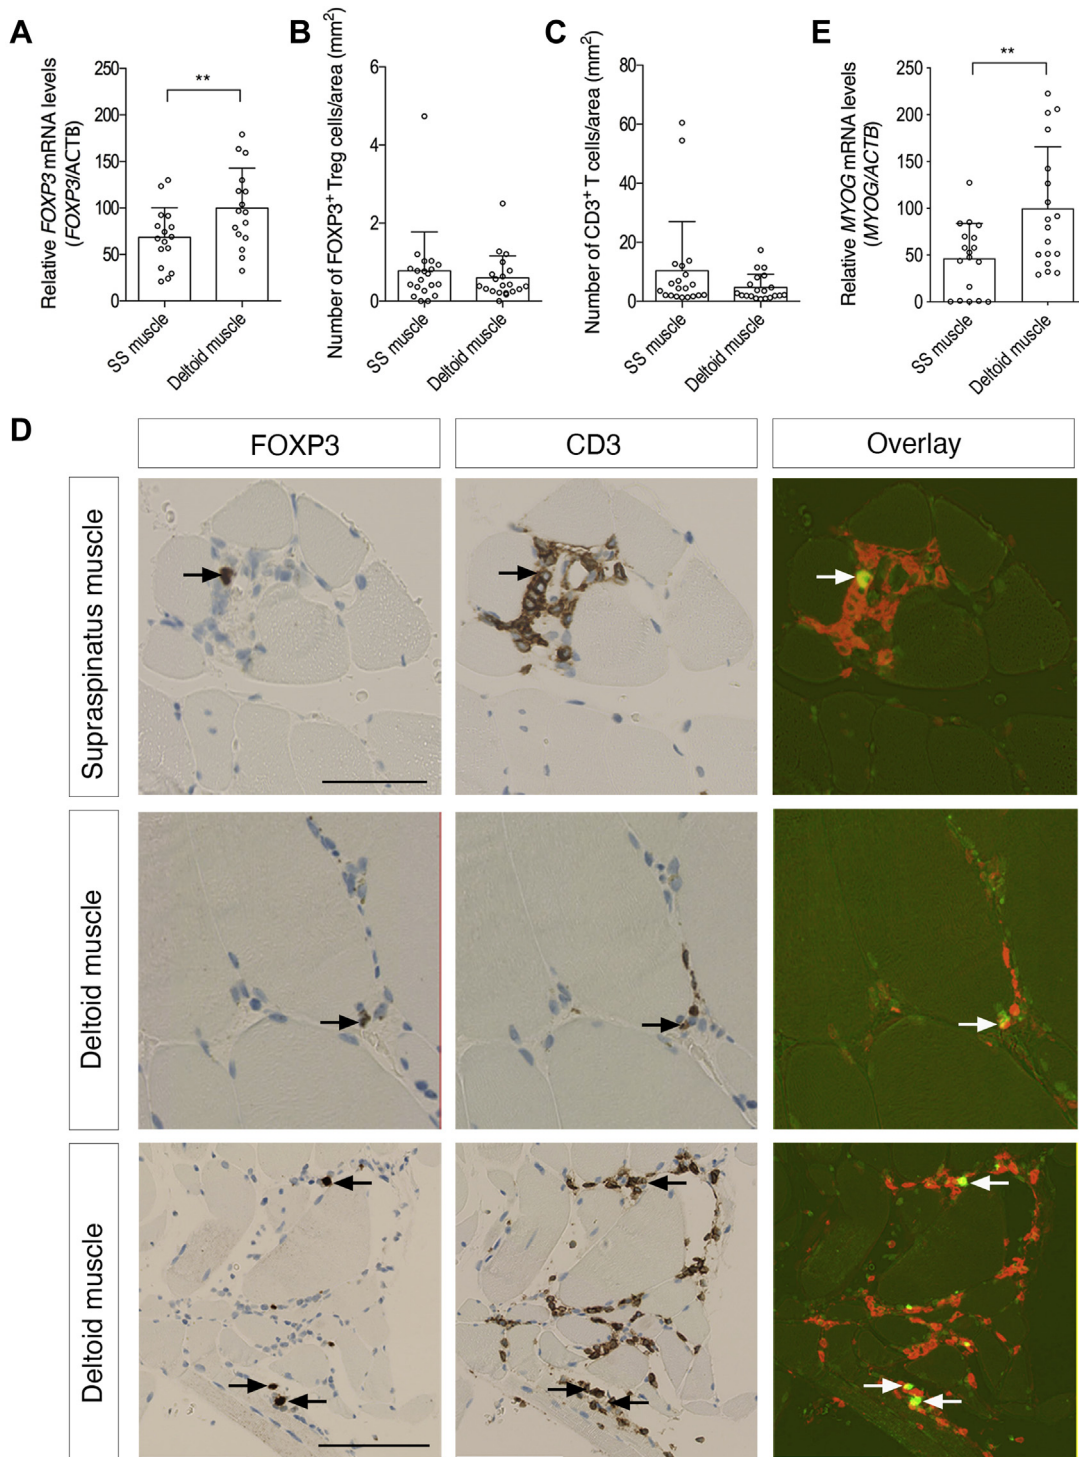 A
Relative FOXP3 mRNA levels
(FOXP3/ACTB)
250
200
150
100
50
0
**
SS muscle
Deltoid muscle
B
Number of FOXP3+ Treg cells/area (mm2)
6
4
2
0
SS muscle
Deltoid muscle
C
Number of CD3+ T cells/area (mm2)
80
60
40
20
0
SS muscle
Deltoid muscle
E
Relative MYOG mRNA levels
(MYOG/ACTB)
250
200
150
100
50
0
**
SS muscle
Deltoid muscle
D
FOXP3
CD3
Overlay
Supraspinatus muscle
Deltoid muscle
Deltoid muscle